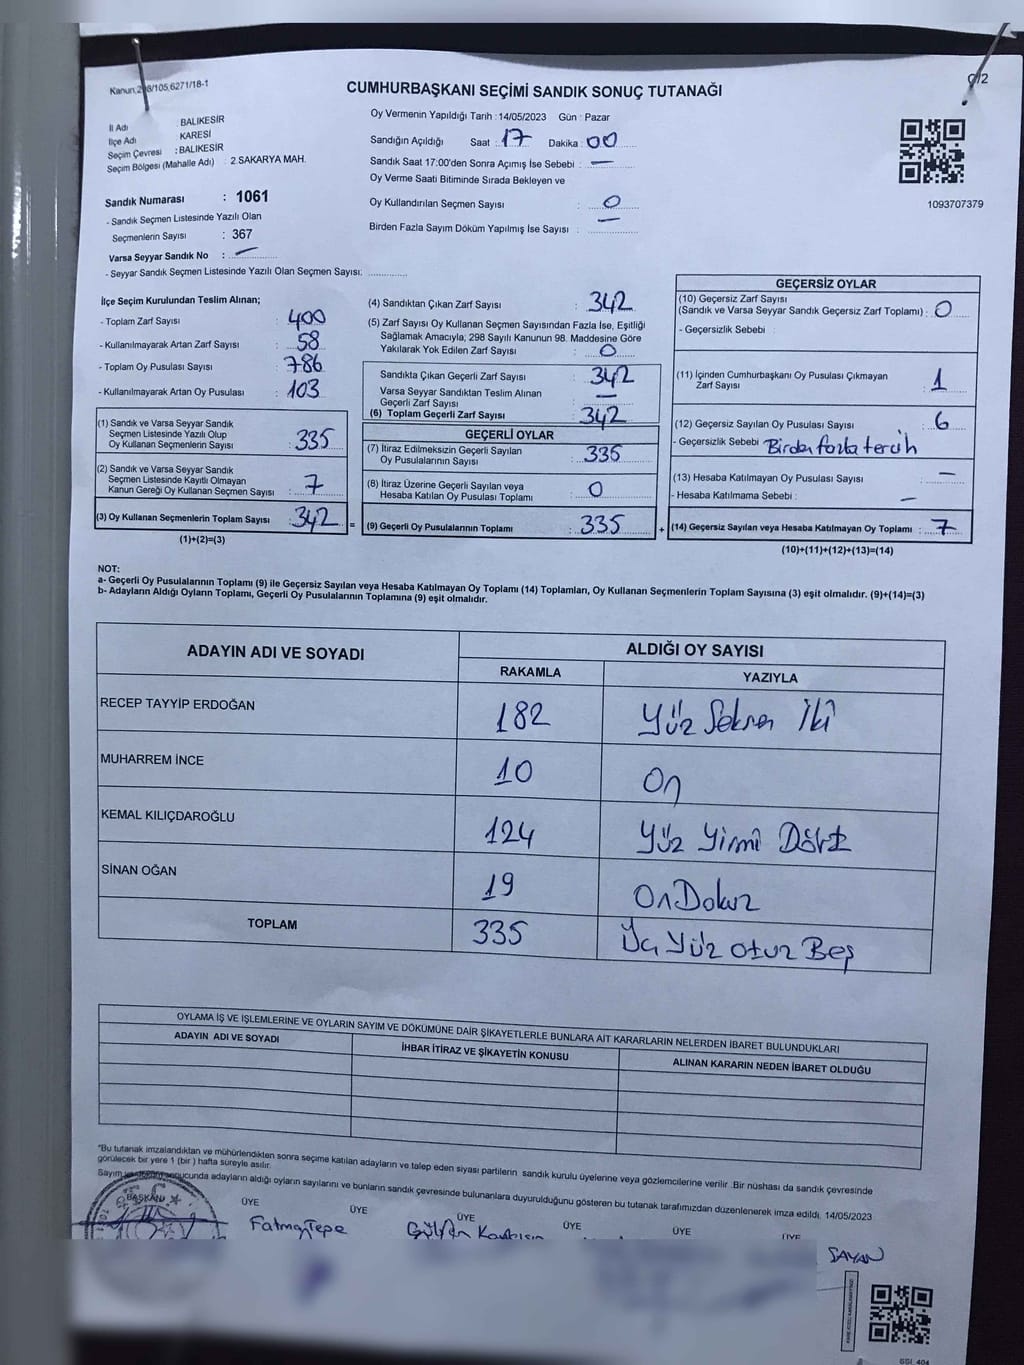 Kanun,298/105,6271/18-1
CUMHURBAŞKANI SEÇİMİ SANDIK SONUÇ TUTANAĞI
Ö/2
İl Adı : BALIKESİR
İlçe Adı : KARESİ
Seçim Çevresi : BALIKESİR
Seçim Bölgesi (Mahalle Adı) : 2.SAKARYA MAH.
Sandık Numarası : 1061
- Sandık Seçmen Listesinde Yazılı Olan
Seçmenlerin Sayısı : 367
Varsa Seyyar Sandık No : —
- Seyyar Sandık Seçmen Listesinde Yazılı Olan Seçmen Sayısı: ............
Oy Vermenin Yapıldığı Tarih : 14/05/2023 Gün : Pazar
Sandığın Açıldığı Saat : 17 Dakika : 00
Sandık Saat 17:00'den Sonra Açımış İse Sebebi : —
Oy Verme Saati Bitiminde Sırada Bekleyen ve
Oy Kullandırılan Seçmen Sayısı : 0
Birden Fazla Sayım Döküm Yapılmış İse Sayısı : —
1093707379
İlçe Seçim Kurulundan Teslim Alınan;
- Toplam Zarf Sayısı : 400
- Kullanılmayarak Artan Zarf Sayısı : 58
- Toplam Oy Pusulası Sayısı : 786
- Kullanılmayarak Artan Oy Pusulası : 103
(1) Sandık ve Varsa Seyyar Sandık
Seçmen Listesinde Yazılı Olup
Oy Kullanan Seçmenlerin Sayısı : 335
(2) Sandık ve Varsa Seyyar Sandık
Seçmen Listesinde Kayıtlı Olmayan
Kanun Gereği Oy Kullanan Seçmen Sayısı : 7
(3) Oy Kullanan Seçmenlerin Toplam Sayısı : 342 =
(1)+(2)=(3)
(4) Sandıktan Çıkan Zarf Sayısı : 342
(5) Zarf Sayısı Oy Kullanan Seçmen Sayısından Fazla İse, Eşitliği
Sağlamak Amacıyla; 298 Sayılı Kanunun 98. Maddesine Göre
Yakılarak Yok Edilen Zarf Sayısı : 0
Sandıkta Çıkan Geçerli Zarf Sayısı : 342
Varsa Seyyar Sandıktan Teslim Alınan
Geçerli Zarf Sayısı : —
(6) Toplam Geçerli Zarf Sayısı : 342
GEÇERLİ OYLAR
(7) İtiraz Edilmeksizin Geçerli Sayılan
Oy Pusulalarının Sayısı : 335
(8) İtiraz Üzerine Geçerli Sayılan veya
Hesaba Katılan Oy Pusulası Toplamı : 0
(9) Geçerli Oy Pusulalarının Toplamı : 335 +
GEÇERSİZ OYLAR
(10) Geçersiz Zarf Sayısı
(Sandık ve Varsa Seyyar Sandık Geçersiz Zarf Toplamı) : 0
- Geçersizlik Sebebi :
(11) İçinden Cumhurbaşkanı Oy Pusulası Çıkmayan
Zarf Sayısı : 1
(12) Geçersiz Sayılan Oy Pusulası Sayısı : 6
- Geçersizlik Sebebi : Birden fazla tercih
(13) Hesaba Katılmayan Oy Pusulası Sayısı : —
- Hesaba Katılmama Sebebi : —
(14) Geçersiz Sayılan veya Hesaba Katılmayan Oy Toplamı : 7
(10)+(11)+(12)+(13)=(14)
NOT:
a- Geçerli Oy Pusulalarının Toplamı (9) ile Geçersiz Sayılan veya Hesaba Katılmayan Oy Toplamı (14) Toplamları, Oy Kullanan Seçmenlerin Toplam Sayısına (3) eşit olmalıdır. (9)+(14)=(3)
b- Adayların Aldığı Oyların Toplamı, Geçerli Oy Pusulalarının Toplamına (9) eşit olmalıdır.
ADAYIN ADI VE SOYADI
ALDIĞI OY SAYISI
RAKAMLA YAZIYLA
RECEP TAYYİP ERDOĞAN 182 Yüz Seksen İki
MUHARREM İNCE 10 On
KEMAL KILIÇDAROĞLU 124 Yüz Yirmi Dört
SİNAN OĞAN 19 On Dokuz
TOPLAM 335 Üç Yüz Otuz Beş
OYLAMA İŞ VE İŞLEMLERİNE VE OYLARIN SAYIM VE DÖKÜMÜNE DAİR ŞİKAYETLERLE BUNLARA AİT KARARLARIN NELERDEN İBARET BULUNDUKLARI
ADAYIN ADI VE SOYADI İHBAR İTİRAZ VE ŞİKAYETİN KONUSU ALINAN KARARIN NEDEN İBARET OLDUĞU
*Bu tutanak imzalandıktan ve mühürlendikten sonra seçime katılan adayların ve talep eden siyasi partilerin sandık kurulu üyelerine veya gözlemcilerine verilir .Bir nüshası da sandık çevresinde
görülecek bir yere 1 (bir ) hafta süreyle asılır.
Sayım ve döküm sonucunda adayların aldığı oyların sayılarını ve bunların sandık çevresinde bulunanlara duyurulduğunu gösteren bu tutanak tarafımızdan düzenlenerek imza edildi. 14/05/2023
BAŞKAN ÜYE ÜYE ÜYE ÜYE ÜYE ÜYE
Fatma Tepe
SAYAN